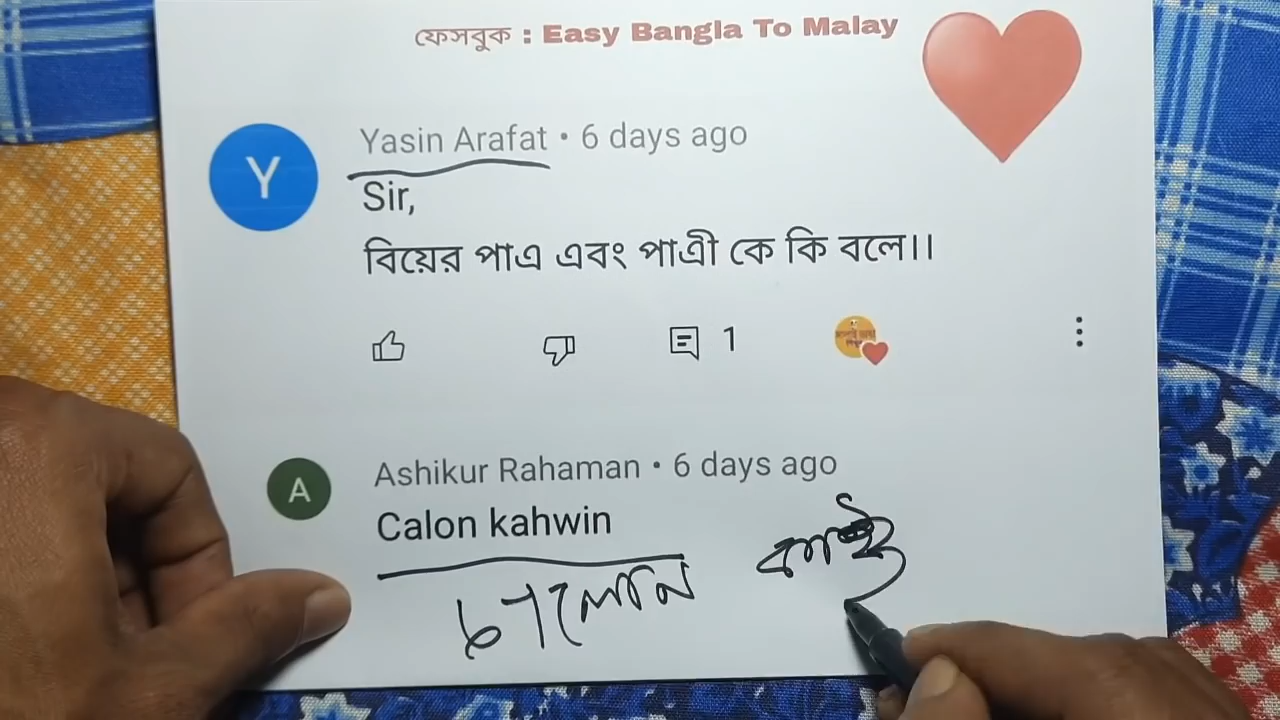 ফেসবুক : Easy Bangla To Malay
Y
Yasin Arafat • 6 days ago
Sir,
বিয়ের পাএ এবং পাএী কে কি বলে।।
1
A
Ashikur Rahaman • 6 days ago
Calon kahwin
চালোন